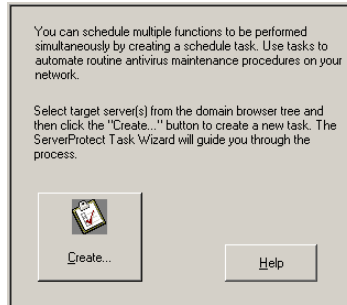 You can schedule multiple functions to be performed
simultaneously by creating a schedule task. Use tasks to
automate routine antivirus maintenance procedures on your
network.
Select target server(s) from the domain browser tree and
then click the "Create..." button to create a new task. The
ServerProtect Task Wizard will guide you through the
process.
Create...
Help